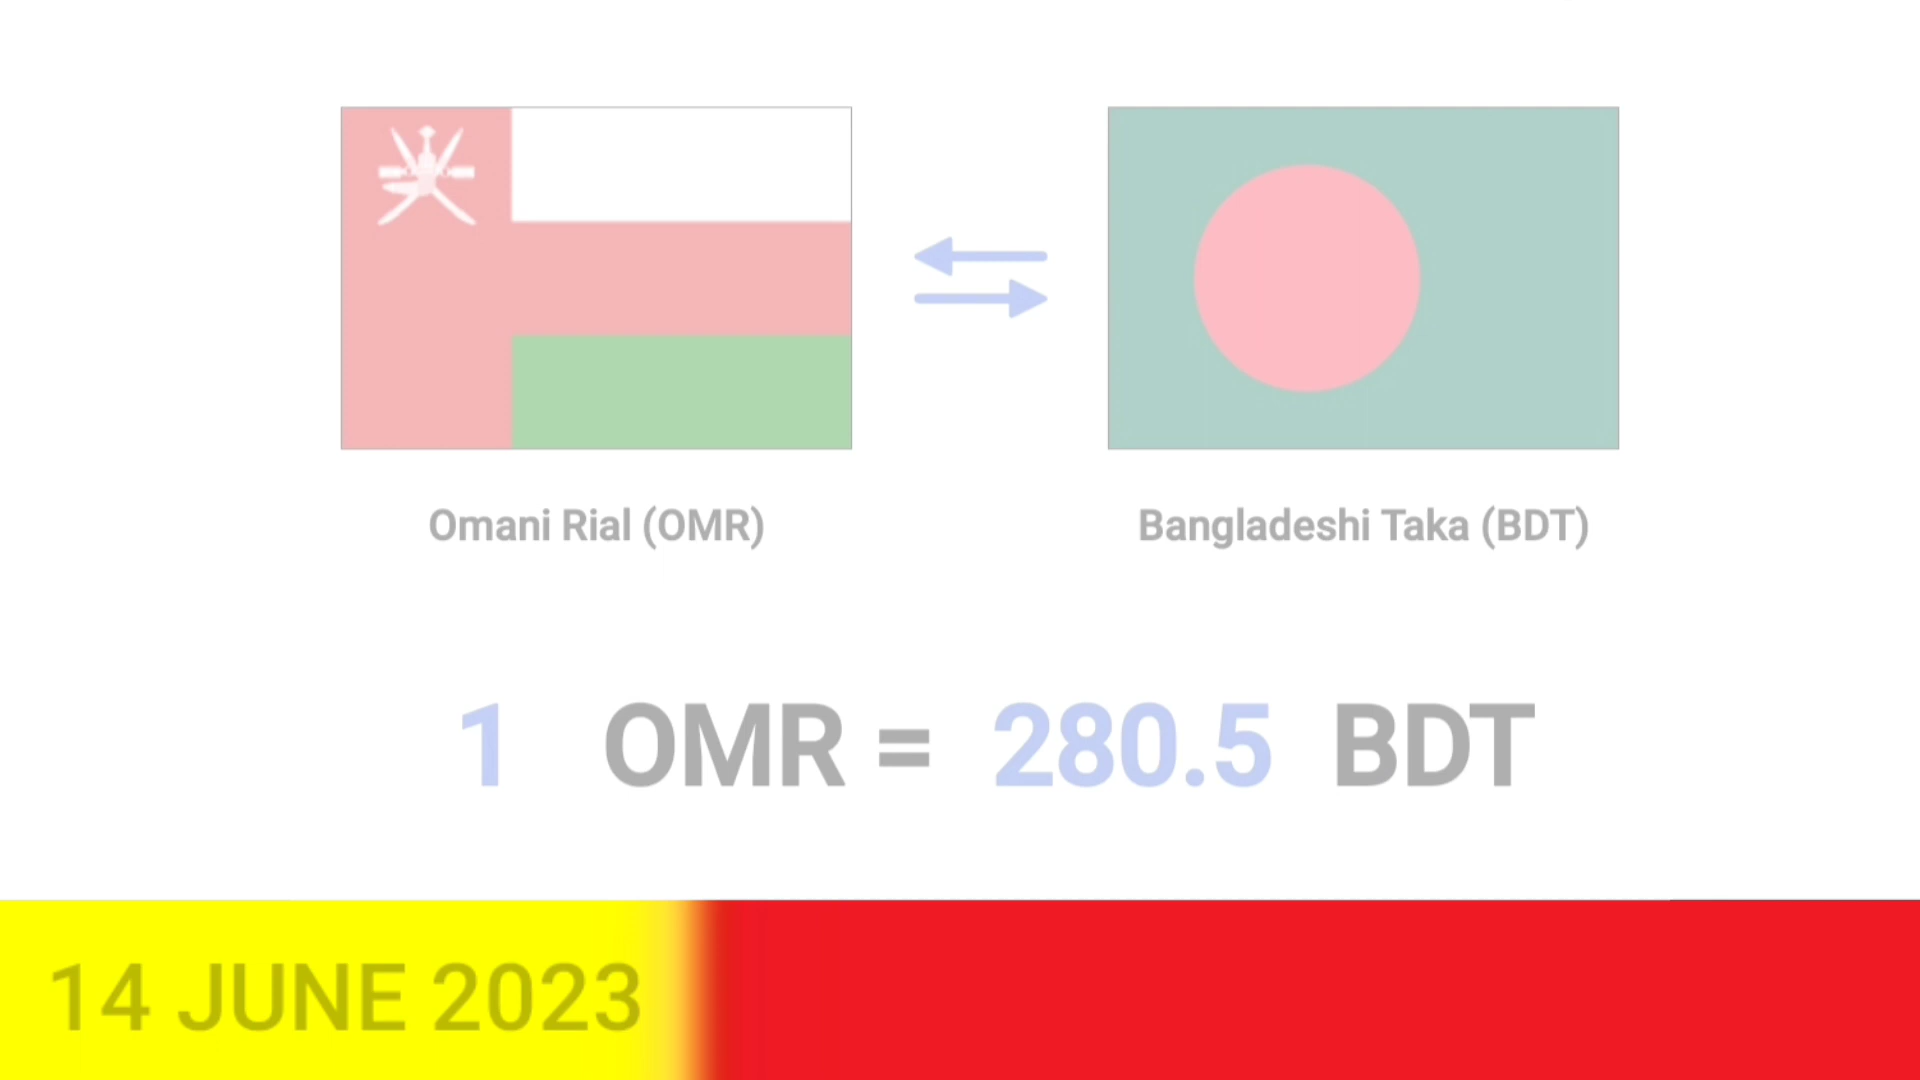 Omani Rial (OMR)
Bangladeshi Taka (BDT)
1 OMR = 280.5 BDT
14 JUNE 2023